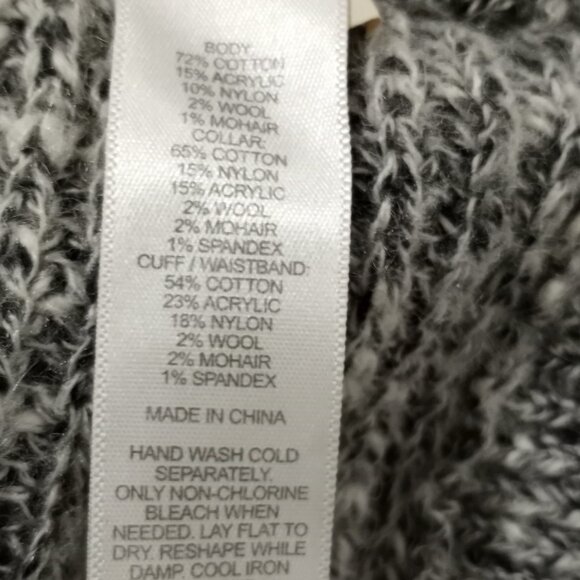 BODY:
72% COTTON
15% ACRYLIC
10% NYLON
2% WOOL
1% MOHAIR
COLLAR:
65% COTTON
15% NYLON
15% ACRYLIC
2% WOOL
2% MOHAIR
1% SPANDEX
CUFF / WAISTBAND:
54% COTTON
23% ACRYLIC
18% NYLON
2% WOOL
2% MOHAIR
1% SPANDEX
MADE IN CHINA
HAND WASH COLD
SEPARATELY.
ONLY NON-CHLORINE
BLEACH WHEN
NEEDED. LAY FLAT TO
DRY. RESHAPE WHILE
DAMP. COOL IRON